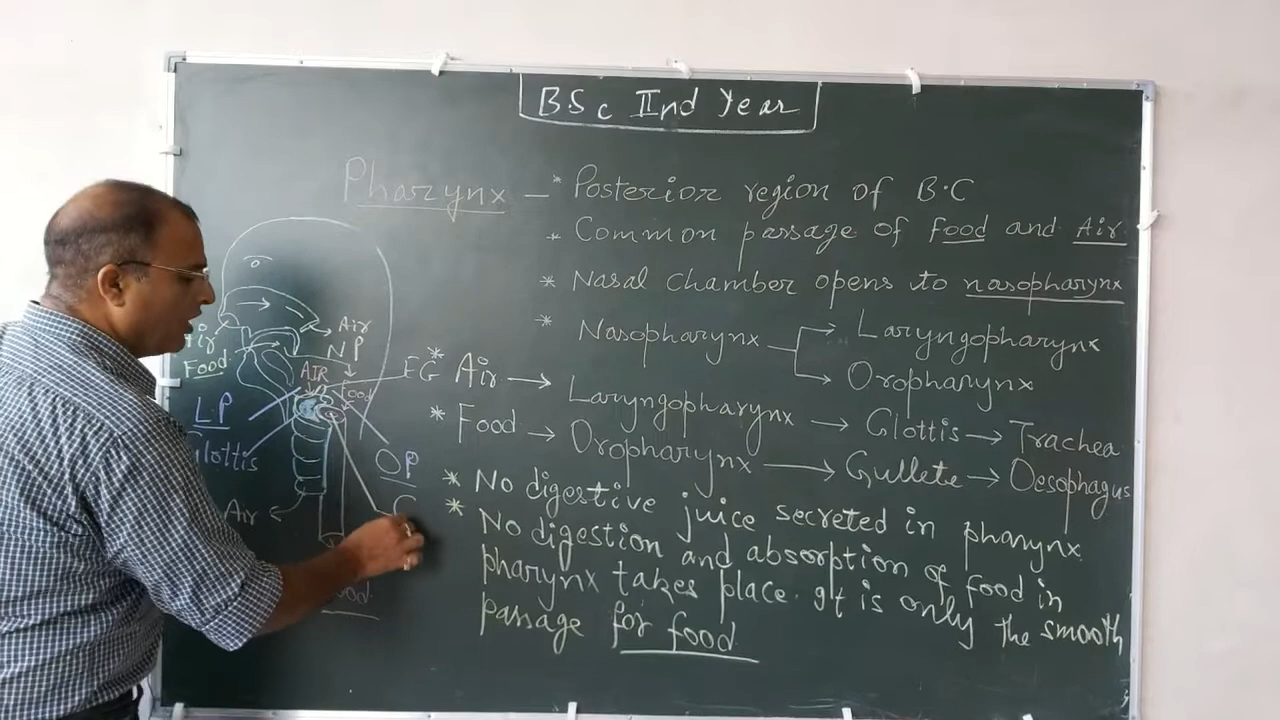 BSc IInd Year
Pharynx — * Posterior region of B.C
* Common passage of food and Air
* Nasal chamber opens to nasopharynx
* Nasopharynx Laryngopharynx
Oropharynx
* Air → Laryngopharynx → Glottis → Trachea
* Food → Oropharynx → Gullete → Oesophagus
* No digestive juice secreted in pharynx
* No digestion and absorption of food in
pharynx takes place. It is only the smooth
passage for food
Air
NP
Food
AIR
Food
EG
L.P
Glottis
OP
Air
G